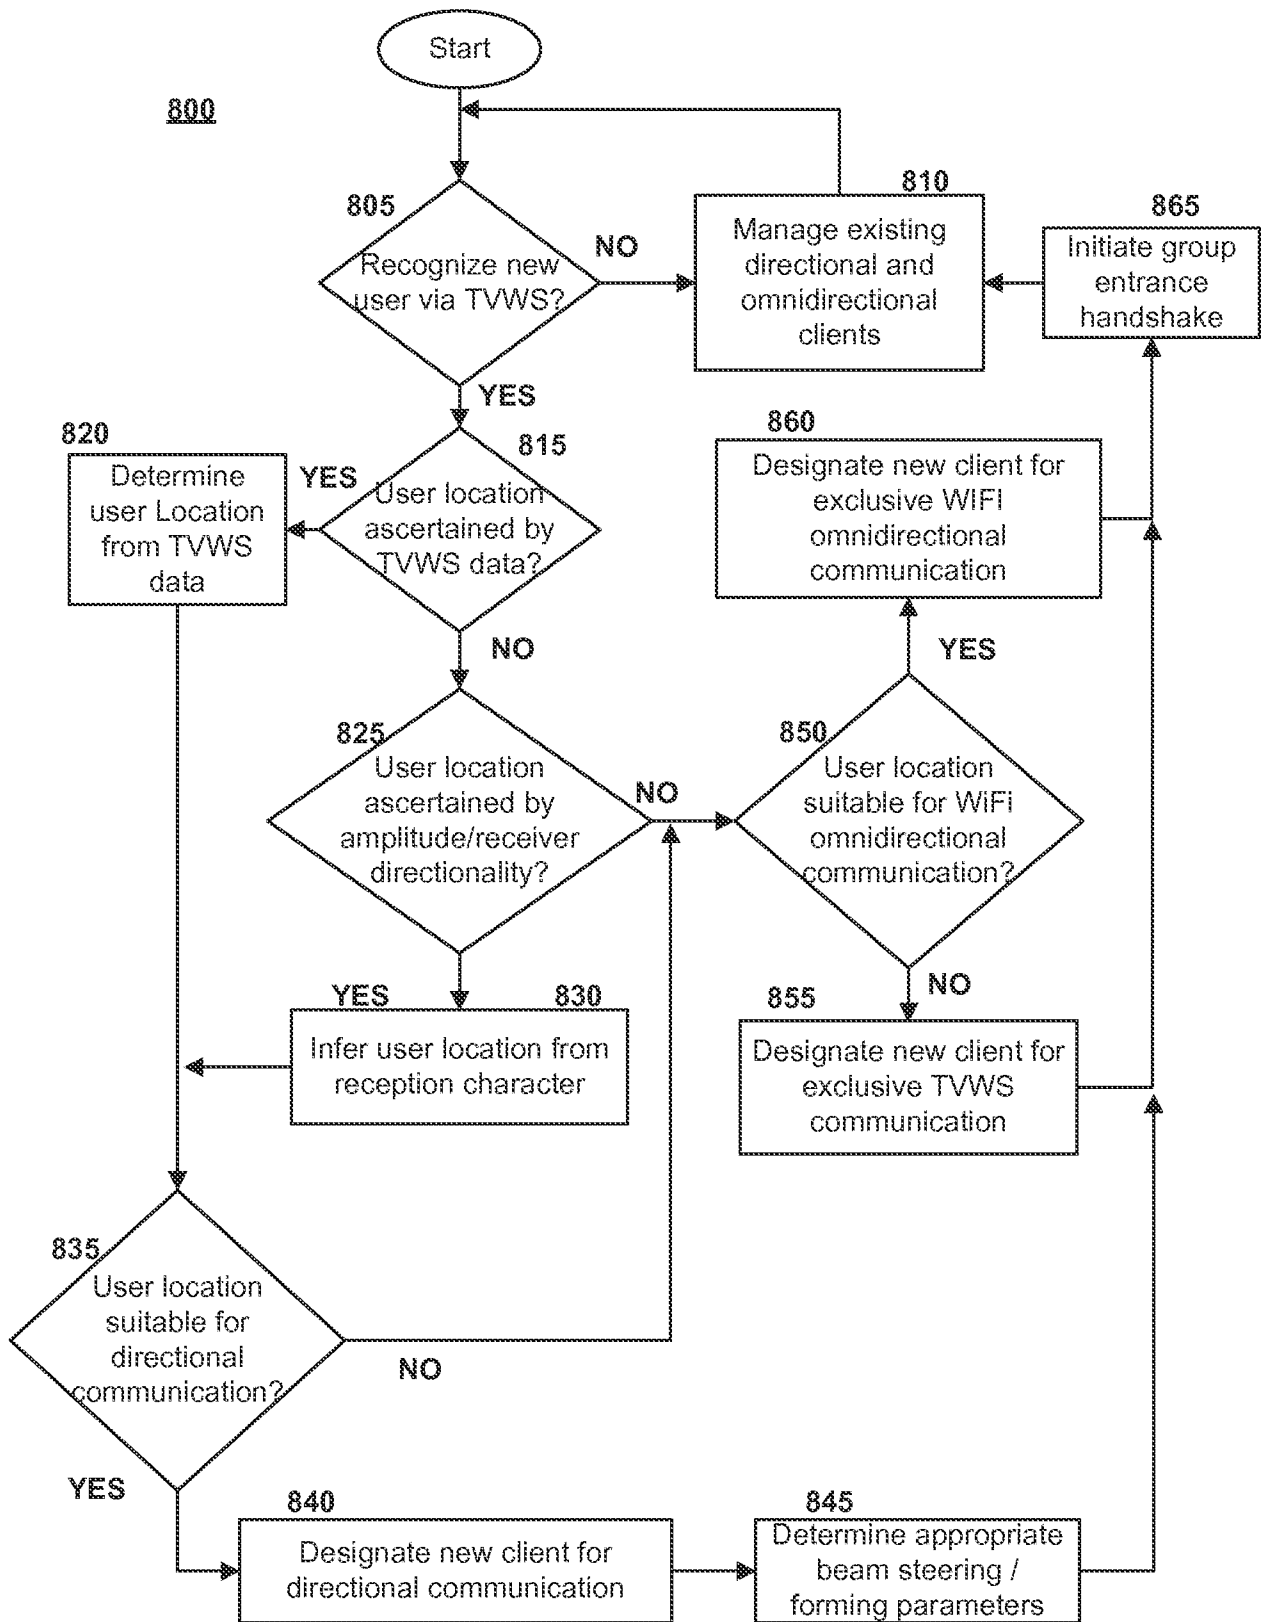 Start
800
805
Recognize new
user via TVWS?
NO
810
Manage existing
directional and
omnidirectional
clients
865
Initiate group
entrance
handshake
YES
820
Determine
user Location
from TVWS
data
YES
815
User location
ascertained by
TVWS data?
NO
860
Designate new client for
exclusive WIFI
omnidirectional
communication
YES
825
User location
ascertained by
amplitude/receiver
directionality?
NO
850
User location
suitable for WiFi
omnidirectional
communication?
NO
YES
830
Infer user location from
reception character
855
Designate new client for
exclusive TVWS
communication
835
User location
suitable for
directional
communication?
NO
YES
840
Designate new client for
directional communication
845
Determine appropriate
beam steering /
forming parameters